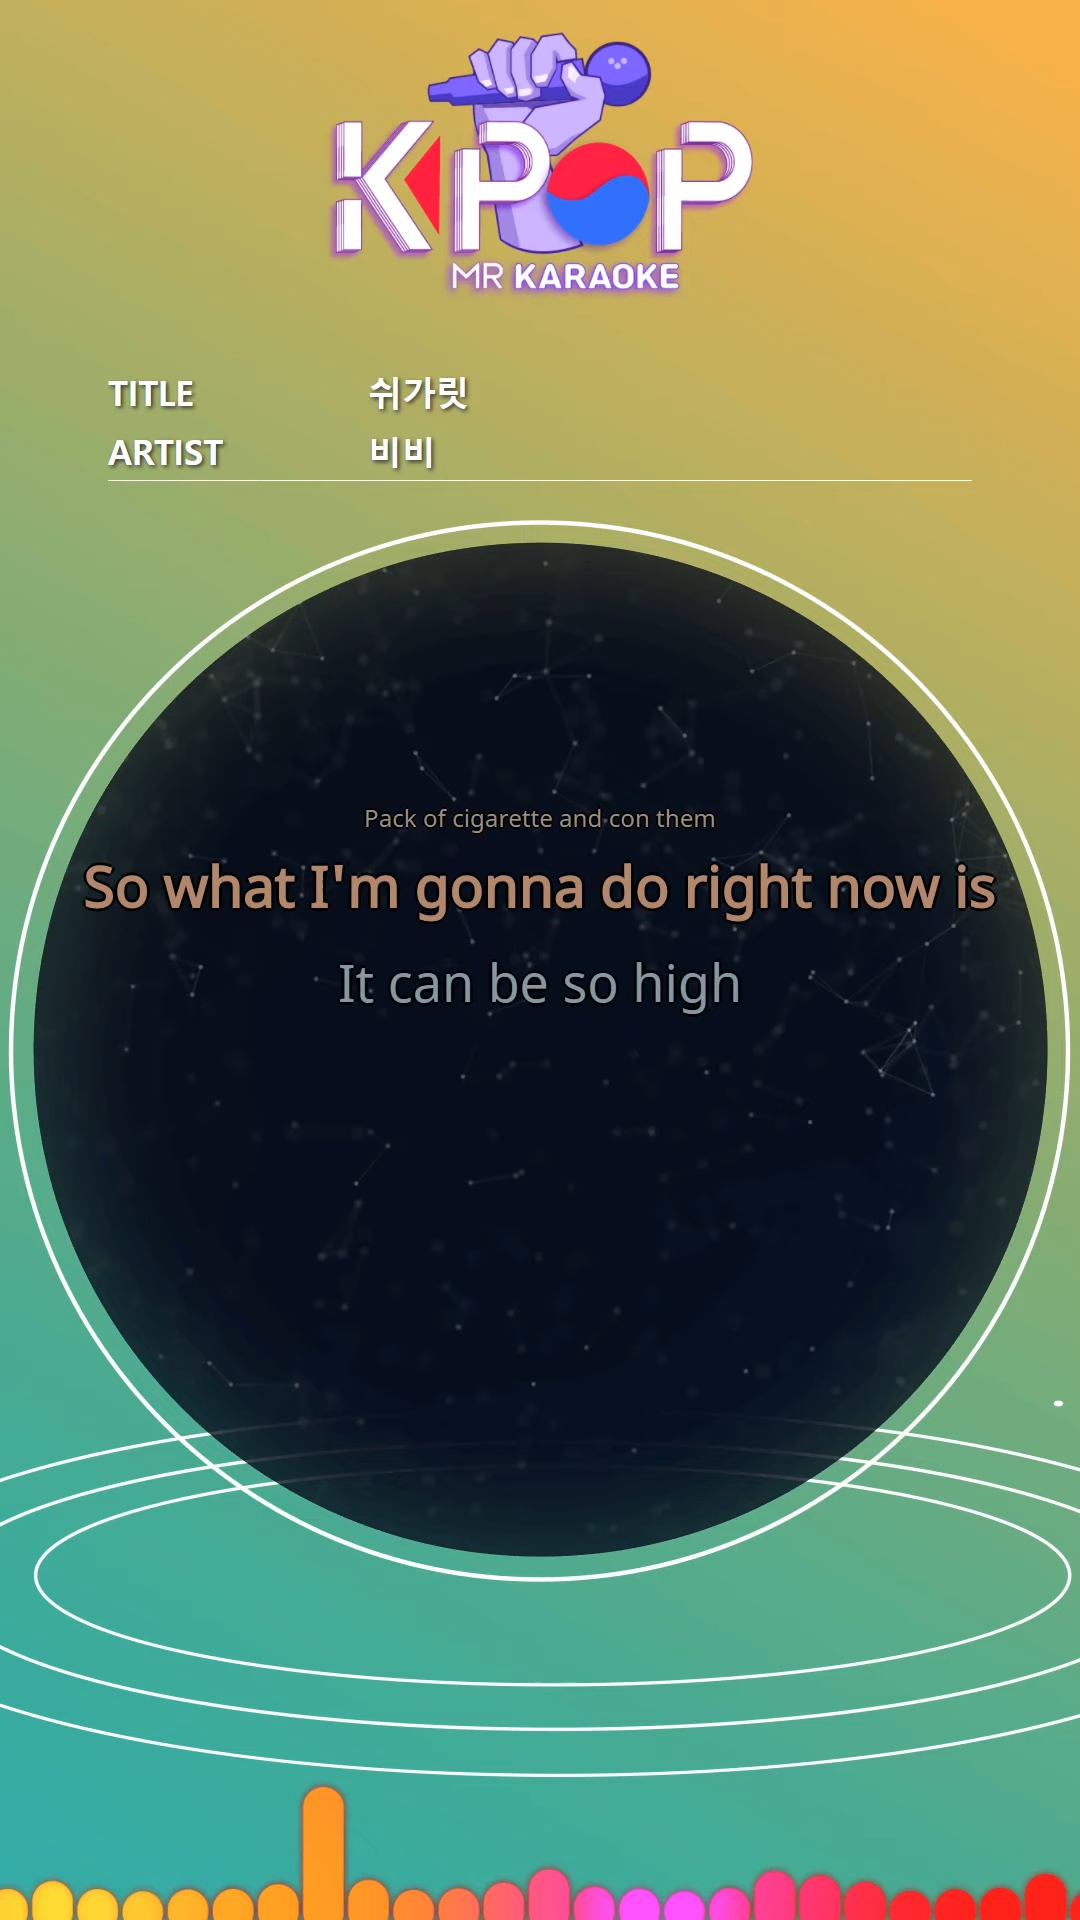 KPOP
MR KARAOKE
TITLE 쉬가릿
ARTIST 비비
Pack of cigarette and con them
So what I'm gonna do right now is
It can be so high